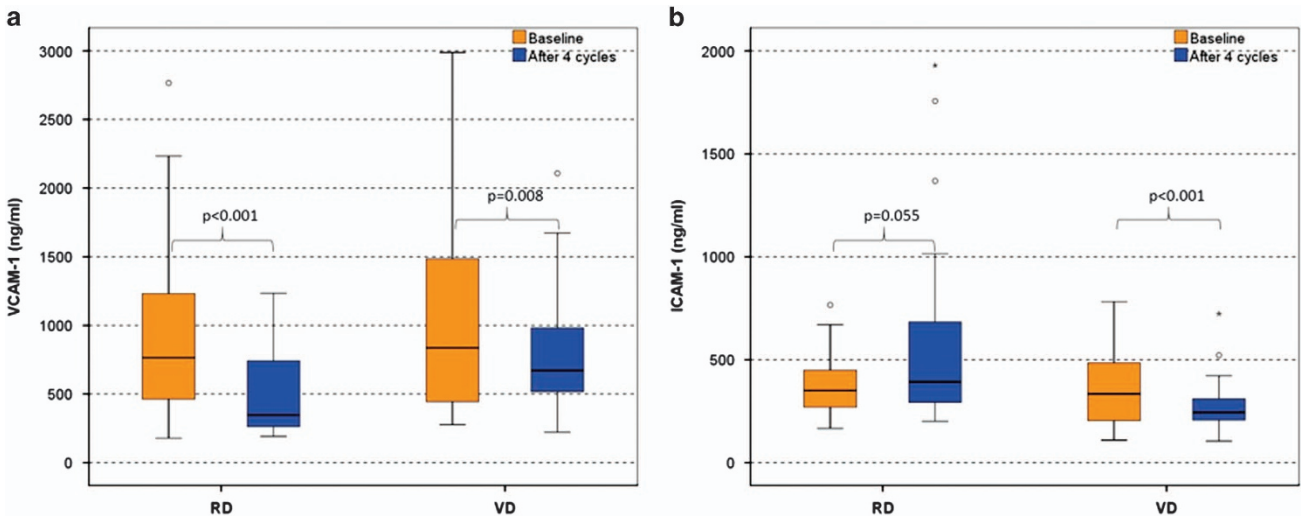 a
Baseline
After 4 cycles
3000
2500
2000
1500
1000
500
0
VCAM-1 (ng/ml)
p<0.001
p=0.008
RD
VD
b
Baseline
After 4 cycles
2000
1500
1000
500
0
ICAM-1 (ng/ml)
p=0.055
p<0.001
RD
VD